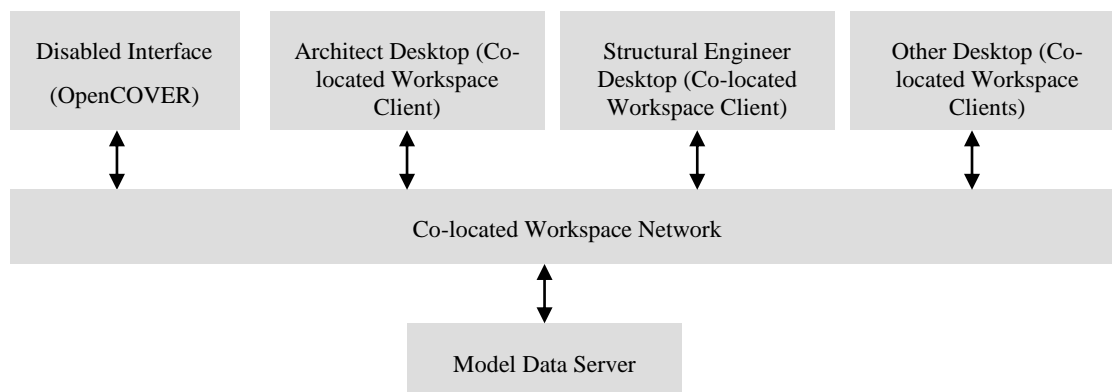 Disabled Interface
(OpenCOVER)
Architect Desktop (Co-
located Workspace
Client)
Structural Engineer
Desktop (Co-located
Workspace Client)
Other Desktop (Co-
located Workspace
Clients)
Co-located Workspace Network
Model Data Server